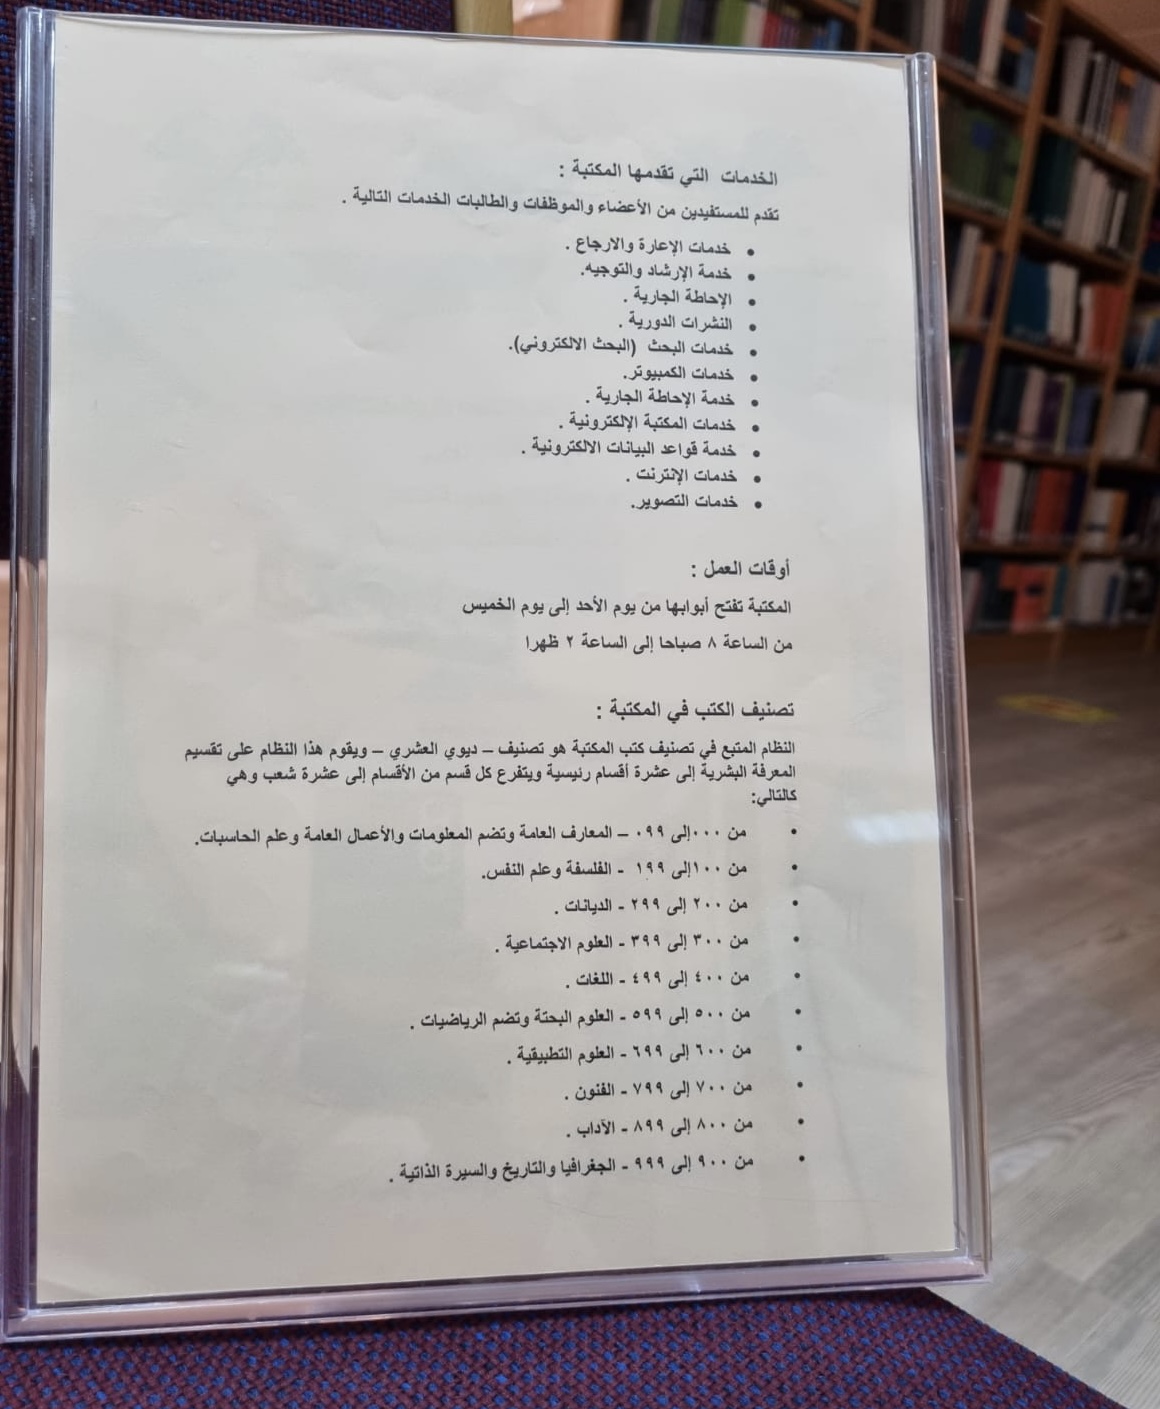 الخدمات التي تقدمها المكتبة :
تقدم للمستفيدين من الأعضاء والموظفات والطالبات الخدمات التالية .
• خدمات الإعارة والارجاع .
• خدمة الإرشاد والتوجيه.
• الإحاطة الجارية .
• النشرات الدورية .
• خدمات البحث (البحث الالكتروني).
• خدمات الكمبيوتر.
• خدمة الإحاطة الجارية .
• خدمات المكتبة الإلكترونية .
• خدمة قواعد البيانات الالكترونية .
• خدمات الإنترنت .
• خدمات التصوير.
أوقات العمل :
المكتبة تفتح أبوابها من يوم الأحد إلى يوم الخميس
من الساعة ٨ صباحا إلى الساعة ٢ ظهرا
تصنيف الكتب في المكتبة :
النظام المتبع في تصنيف كتب المكتبة هو تصنيف – ديوي العشري – ويقوم هذا النظام على تقسيم
المعرفة البشرية إلى عشرة أقسام رئيسية ويتفرع كل قسم من الأقسام إلى عشرة شعب وهي
كالتالي:
• من ٠٠٠إلى ٠٩٩ – المعارف العامة وتضم المعلومات والأعمال العامة وعلم الحاسبات.
• من ١٠٠إلى ١٩٩ - الفلسفة وعلم النفس.
• من ٢٠٠ إلى ٢٩٩ - الديانات .
• من ٣٠٠ إلى ٣٩٩ - العلوم الاجتماعية .
• من ٤٠٠ إلى ٤٩٩ - اللغات .
• من ٥٠٠ إلى ٥٩٩ - العلوم البحتة وتضم الرياضيات .
• من ٦٠٠ إلى ٦٩٩ - العلوم التطبيقية .
• من ٧٠٠ إلى ٧٩٩ - الفنون .
• من ٨٠٠ إلى ٨٩٩ - الآداب .
• من ٩٠٠ إلى ٩٩٩ - الجغرافيا والتاريخ والسيرة الذاتية .